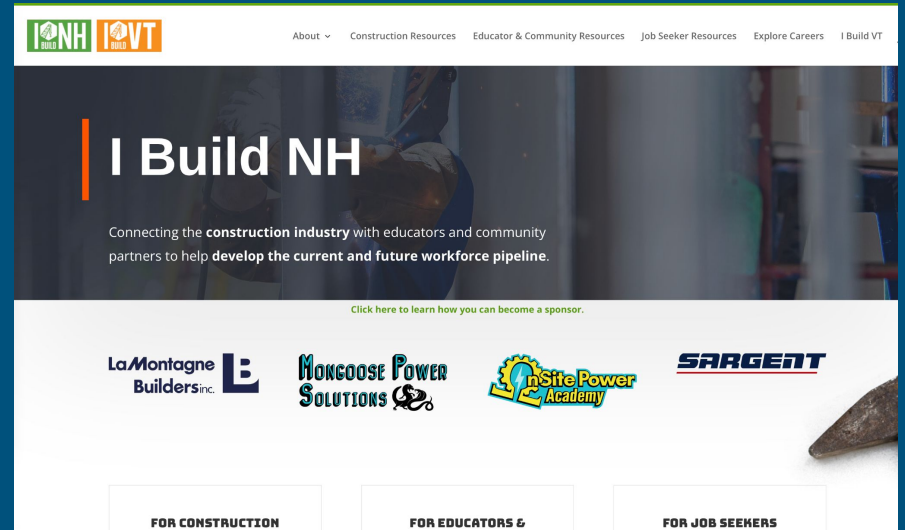 I BUILD NH I BUILD VT
About Construction Resources Educator & Community Resources Job Seeker Resources Explore Careers I Build VT
I Build NH
Connecting the construction industry with educators and community
partners to help develop the current and future workforce pipeline.
Click here to learn how you can become a sponsor.
LaMontagne
Builders inc.
LB
MONGOOSE POWER
SOLUTIONS
EnSite Power
Academy
SARGENT
FOR CONSTRUCTION
FOR EDUCATORS &
FOR JOB SEEKERS